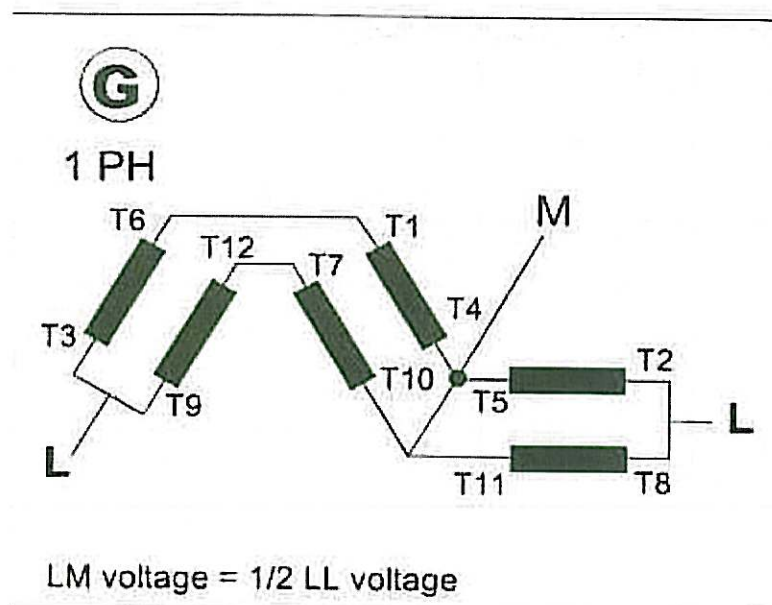 G
1 PH
T6
T1
M
T12
T7
T3
T4
T9
T10
T5
T2
L
L
T11
T8
LM voltage = 1/2 LL voltage